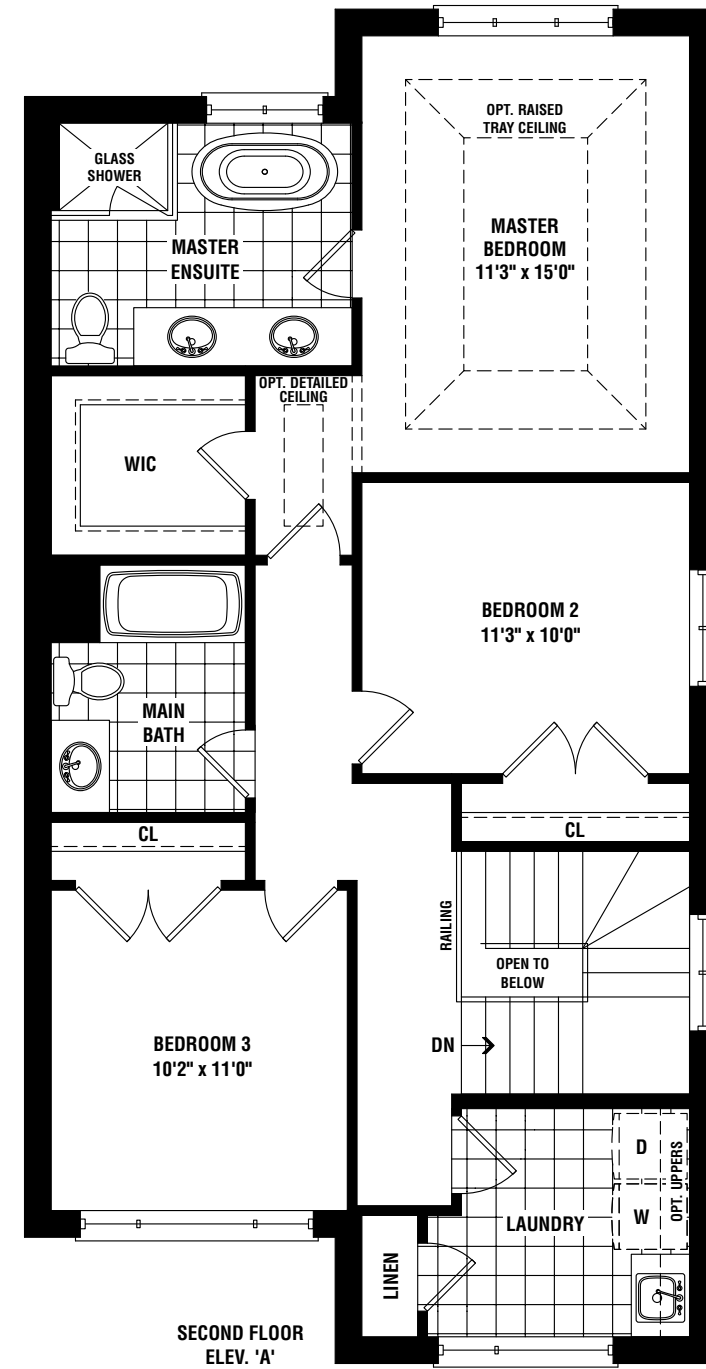 OPT. RAISED
TRAY CEILING
GLASS
SHOWER
MASTER
BEDROOM
11'3" x 15'0"
MASTER
ENSUITE
OPT. DETAILED
CEILING
WIC
BEDROOM 2
11'3" x 10'0"
MAIN
BATH
CL
CL
RAILING
OPEN TO
BELOW
BEDROOM 3
10'2" x 11'0"
DN
D
W
OPT. UPPERS
LAUNDRY
LINEN
SECOND FLOOR
ELEV. 'A'